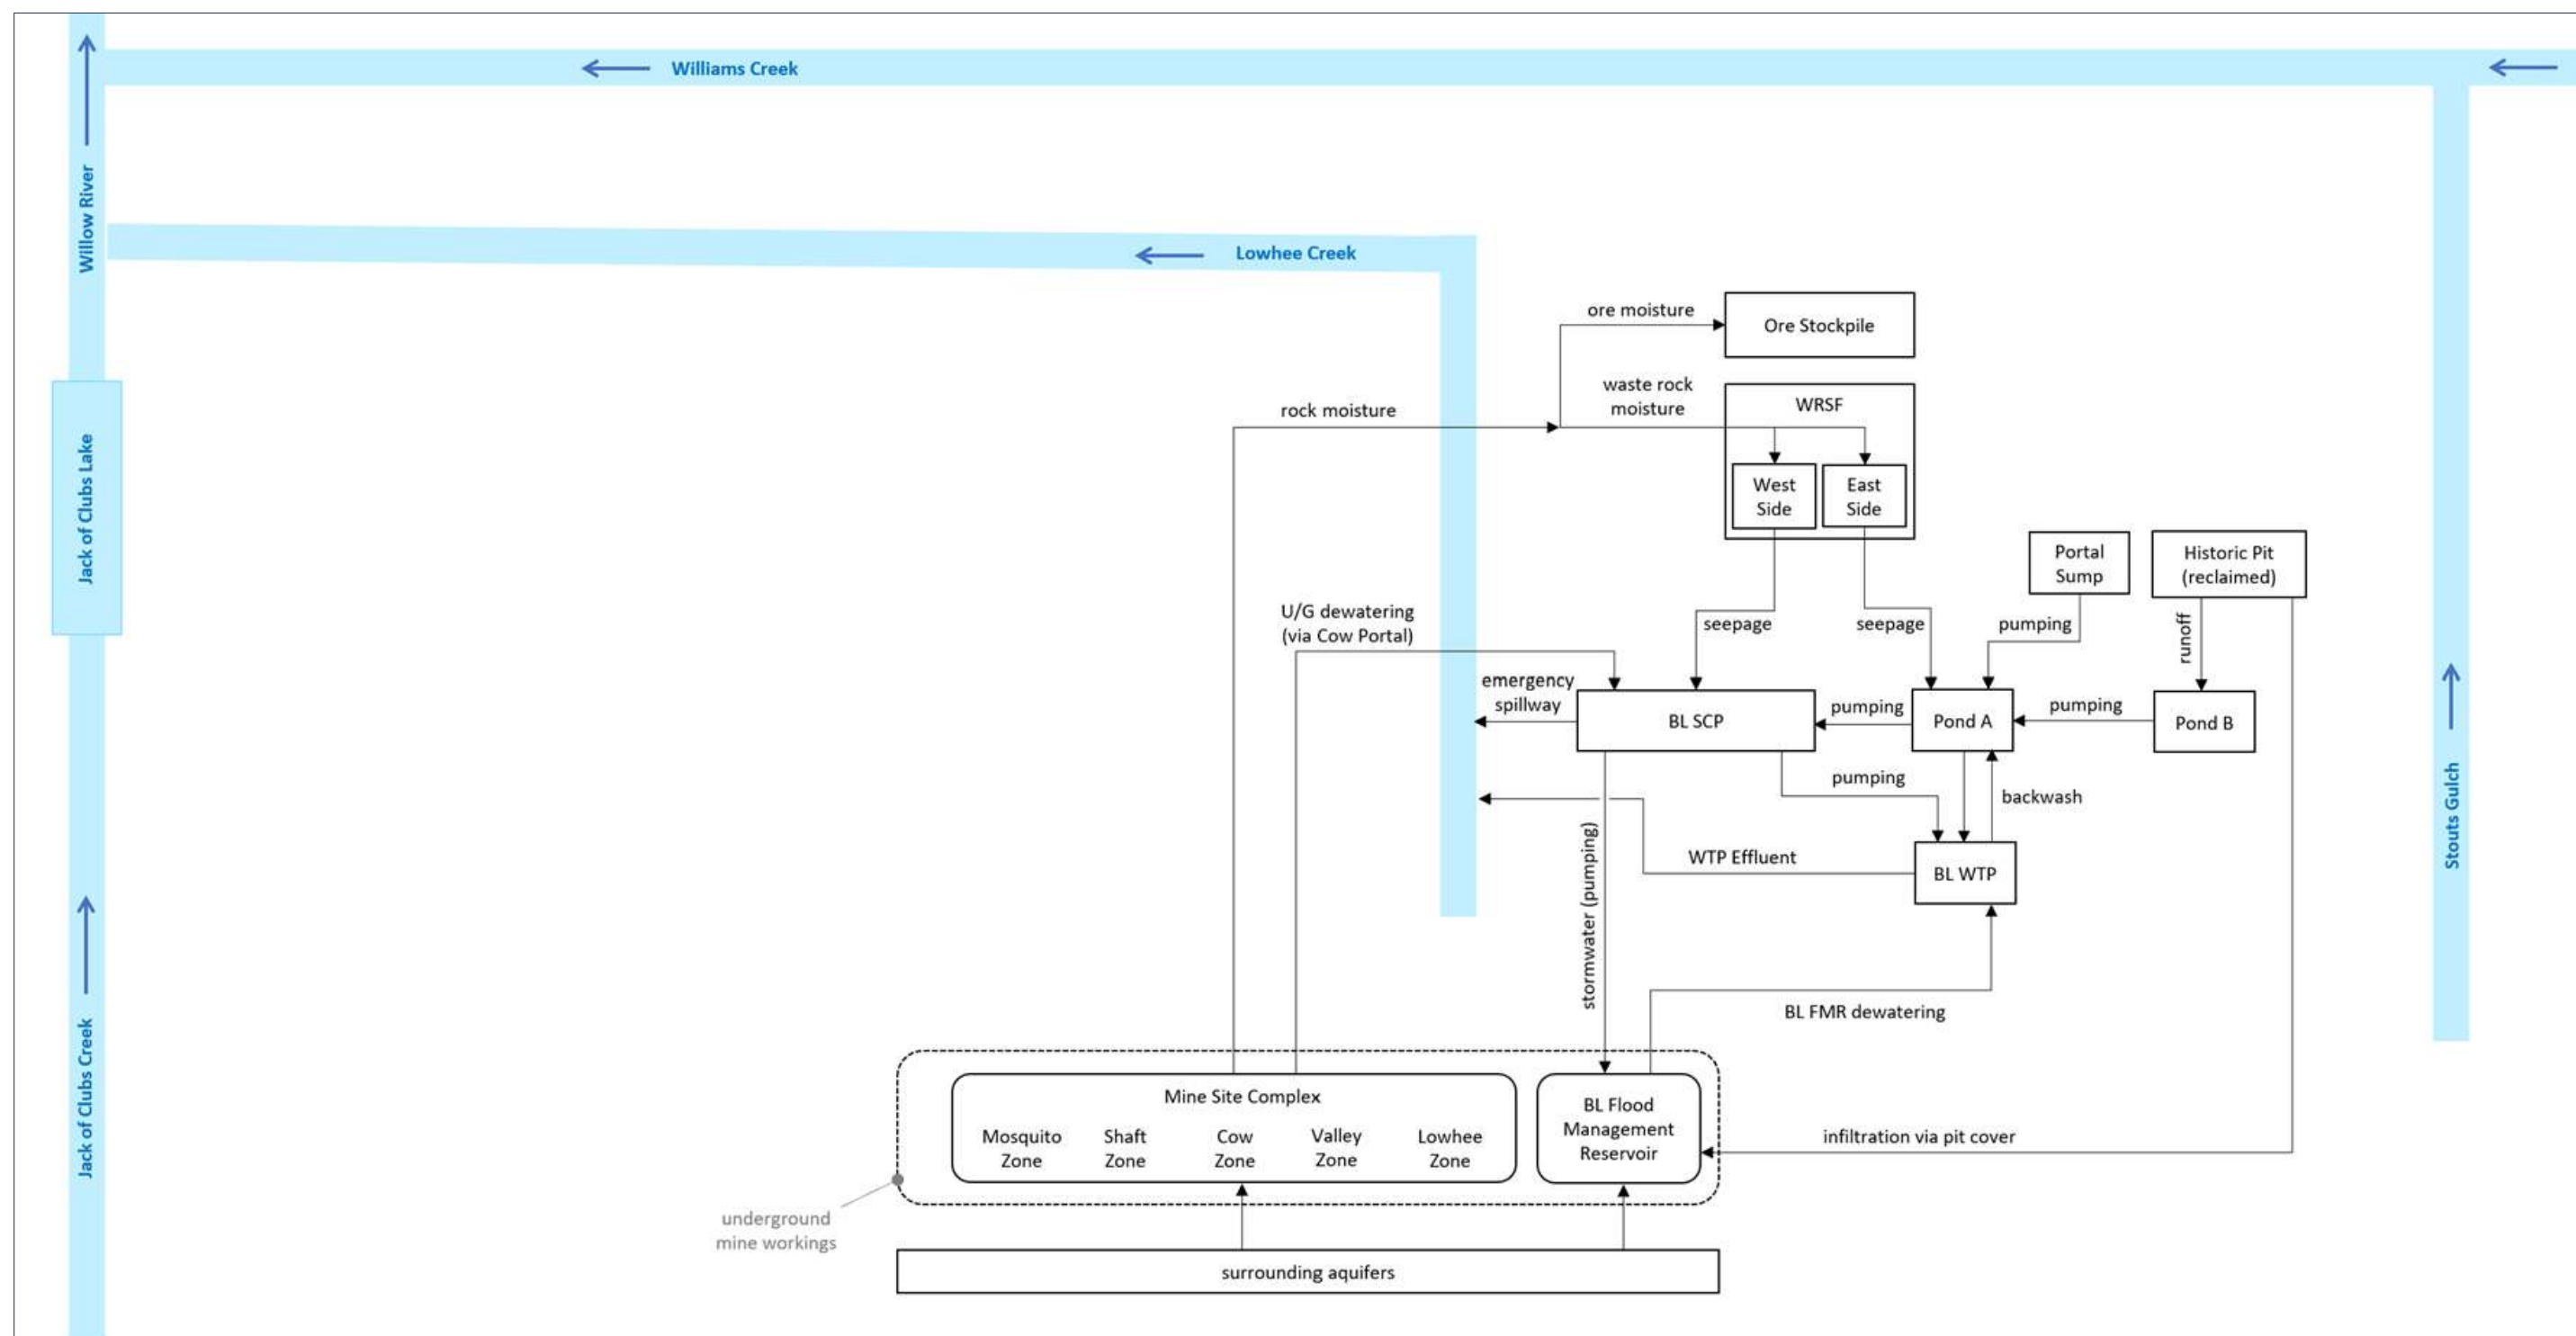 Williams Creek
Willow River
Lowhee Creek
ore moisture
Ore Stockpile
waste rock
moisture
WRSF
rock moisture
West
Side
East
Side
Jack of Clubs Lake
Portal
Sump
Historic Pit
(reclaimed)
U/G dewatering
(via Cow Portal)
seepage
seepage
pumping
runoff
emergency
spillway
BL SCP
pumping
Pond A
pumping
Pond B
pumping
backwash
Stouts Gulch
WTP Effluent
BL WTP
stormwater (pumping)
BL FMR dewatering
Jack of Clubs Creek
Mine Site Complex
Mosquito
Zone
Shaft
Zone
Cow
Zone
Valley
Zone
Lowhee
Zone
BL Flood
Management
Reservoir
infiltration via pit cover
underground
mine workings
surrounding aquifers